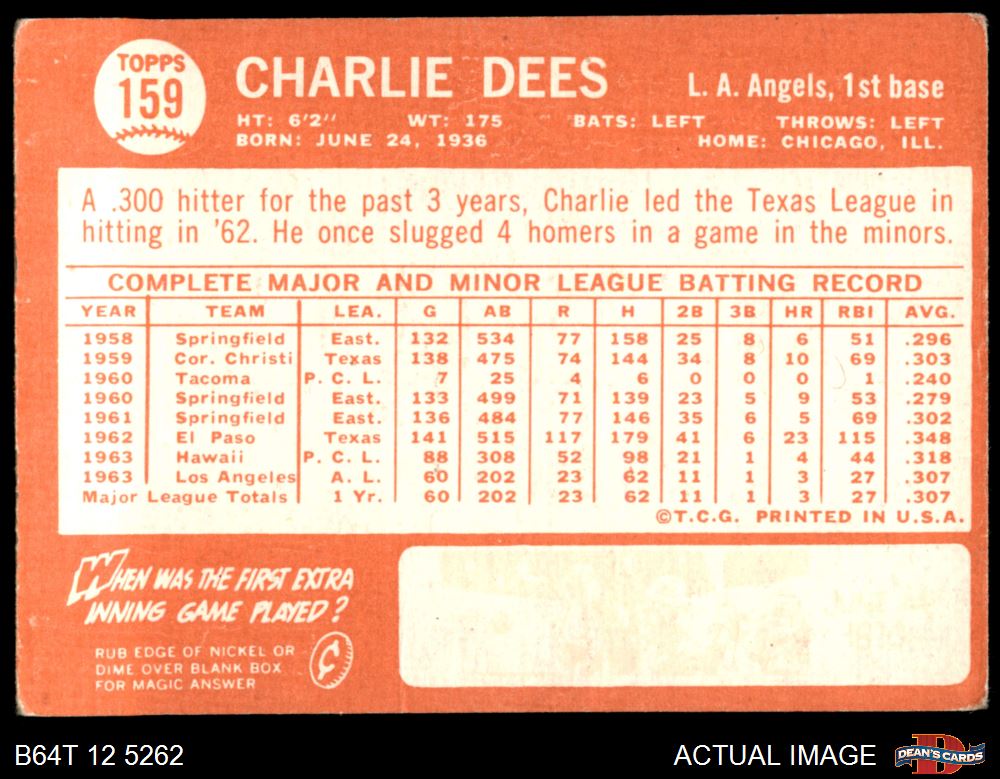 TOPPS
159
CHARLIE DEES
L. A. Angels, 1st base
HT: 6'2'' WT: 175 BATS: LEFT THROWS: LEFT
BORN: JUNE 24, 1936 HOME: CHICAGO, ILL.
A .300 hitter for the past 3 years, Charlie led the Texas League in
hitting in '62. He once slugged 4 homers in a game in the minors.
COMPLETE MAJOR AND MINOR LEAGUE BATTING RECORD
YEAR TEAM LEA. G AB R H 2B 3B HR RBI AVG.
1958 Springfield East. 132 534 77 158 25 8 6 51 .296
1959 Cor. Christi Texas 138 475 74 144 34 8 10 69 .303
1960 Tacoma P. C. L. 7 25 4 6 0 0 0 1 .240
1960 Springfield East. 133 499 71 139 23 5 9 53 .279
1961 Springfield East. 136 484 77 146 35 6 5 69 .302
1962 El Paso Texas 141 515 117 179 41 6 23 115 .348
1963 Hawaii P. C. L. 88 308 52 98 21 1 4 44 .318
1963 Los Angeles A. L. 60 202 23 62 11 1 3 27 .307
Major League Totals 1 Yr. 60 202 23 62 11 1 3 27 .307
©T.C.G. PRINTED IN U.S.A.
WHEN WAS THE FIRST EXTRA
INNING GAME PLAYED?
RUB EDGE OF NICKEL OR
DIME OVER BLANK BOX
FOR MAGIC ANSWER
B64T 12 5262
ACTUAL IMAGE
DEAN'S CARDS